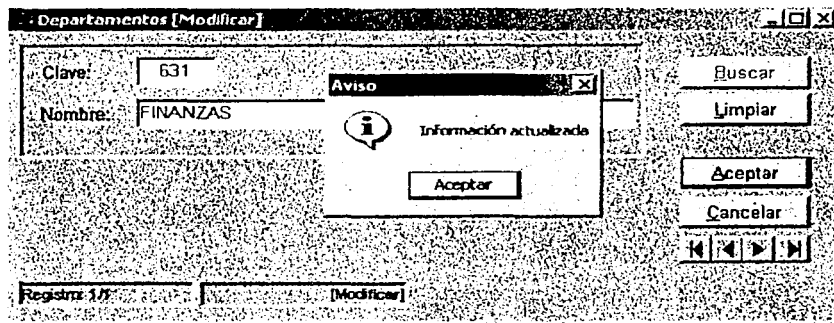 Departamentos [Modificar]
Clave: 631
Nombre: FINANZAS
Aviso
Información actualizada
Aceptar
Buscar
Limpiar
Aceptar
Cancelar
Registro: 1/1
[Modificar]